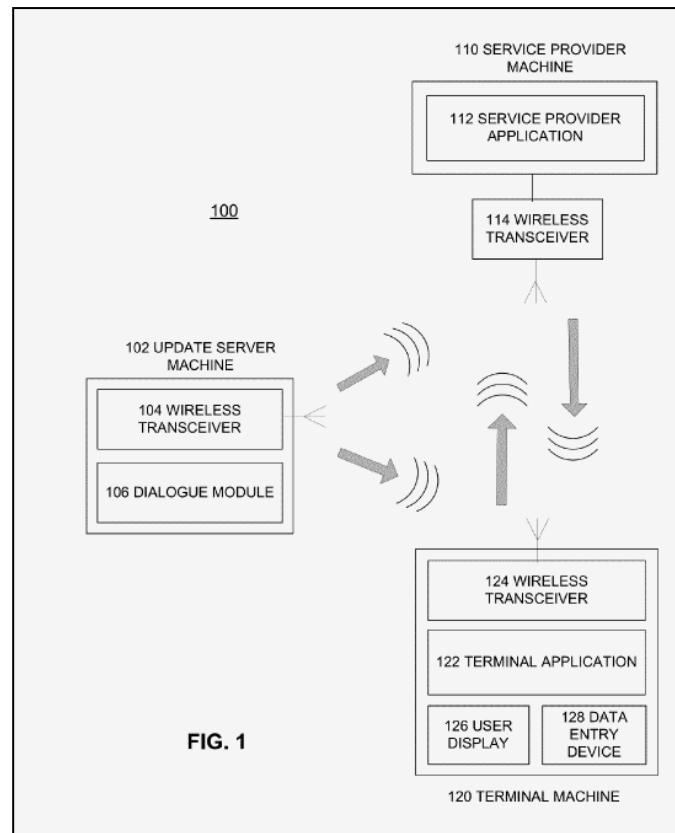 110 SERVICE PROVIDER
MACHINE
112 SERVICE PROVIDER
APPLICATION
100
114 WIRELESS
TRANSCEIVER
102 UPDATE SERVER
MACHINE
104 WIRELESS
TRANSCEIVER
106 DIALOGUE MODULE
124 WIRELESS
TRANSCEIVER
122 TERMINAL APPLICATION
126 USER
DISPLAY
128 DATA
ENTRY
DEVICE
FIG. 1
120 TERMINAL MACHINE